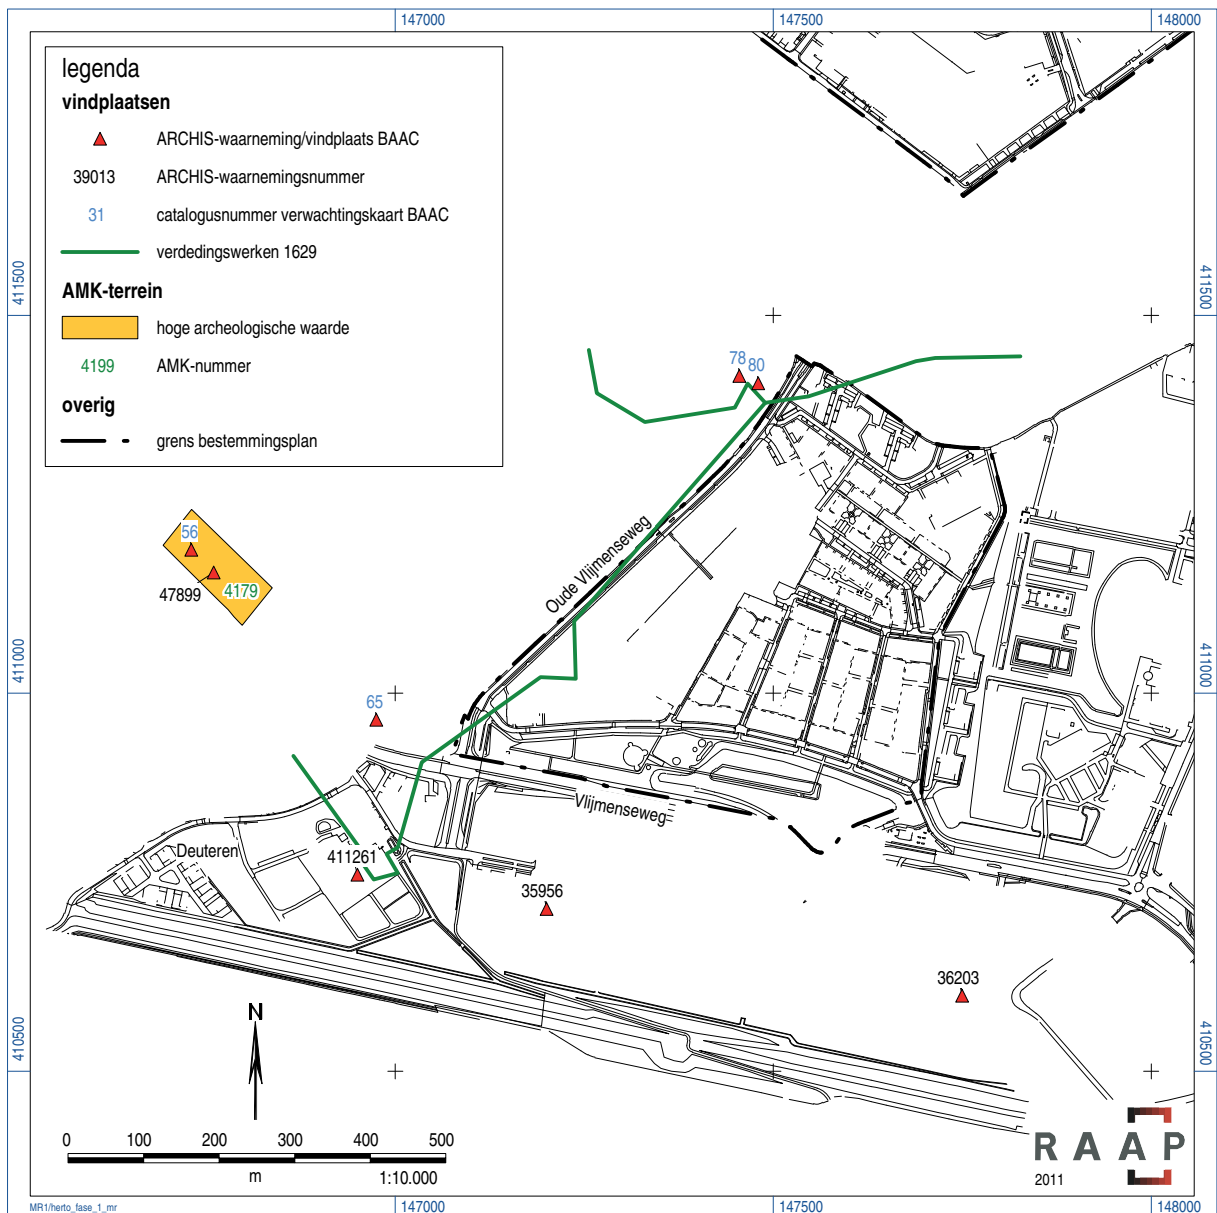 147000
147500
148000
legenda
vindplaatsen
ARCHIS-waarneming/vindplaats BAAC
39013 ARCHIS-waarnemingsnummer
31 catalogusnummer verwachtingskaart BAAC
verdedingswerken 1629
AMK-terrein
hoge archeologische waarde
4199 AMK-nummer
overig
grens bestemmingsplan
411500
411500
78
80
56
47899
4179
Oude Vlijmenseweg
411000
411000
65
Vlijmenseweg
Deuteren
411261
35956
36203
N
410500
410500
0 100 200 300 400 500
m
1:10.000
RAAP
2011
MR1/herto_fase_1_mr
147000
147500
148000